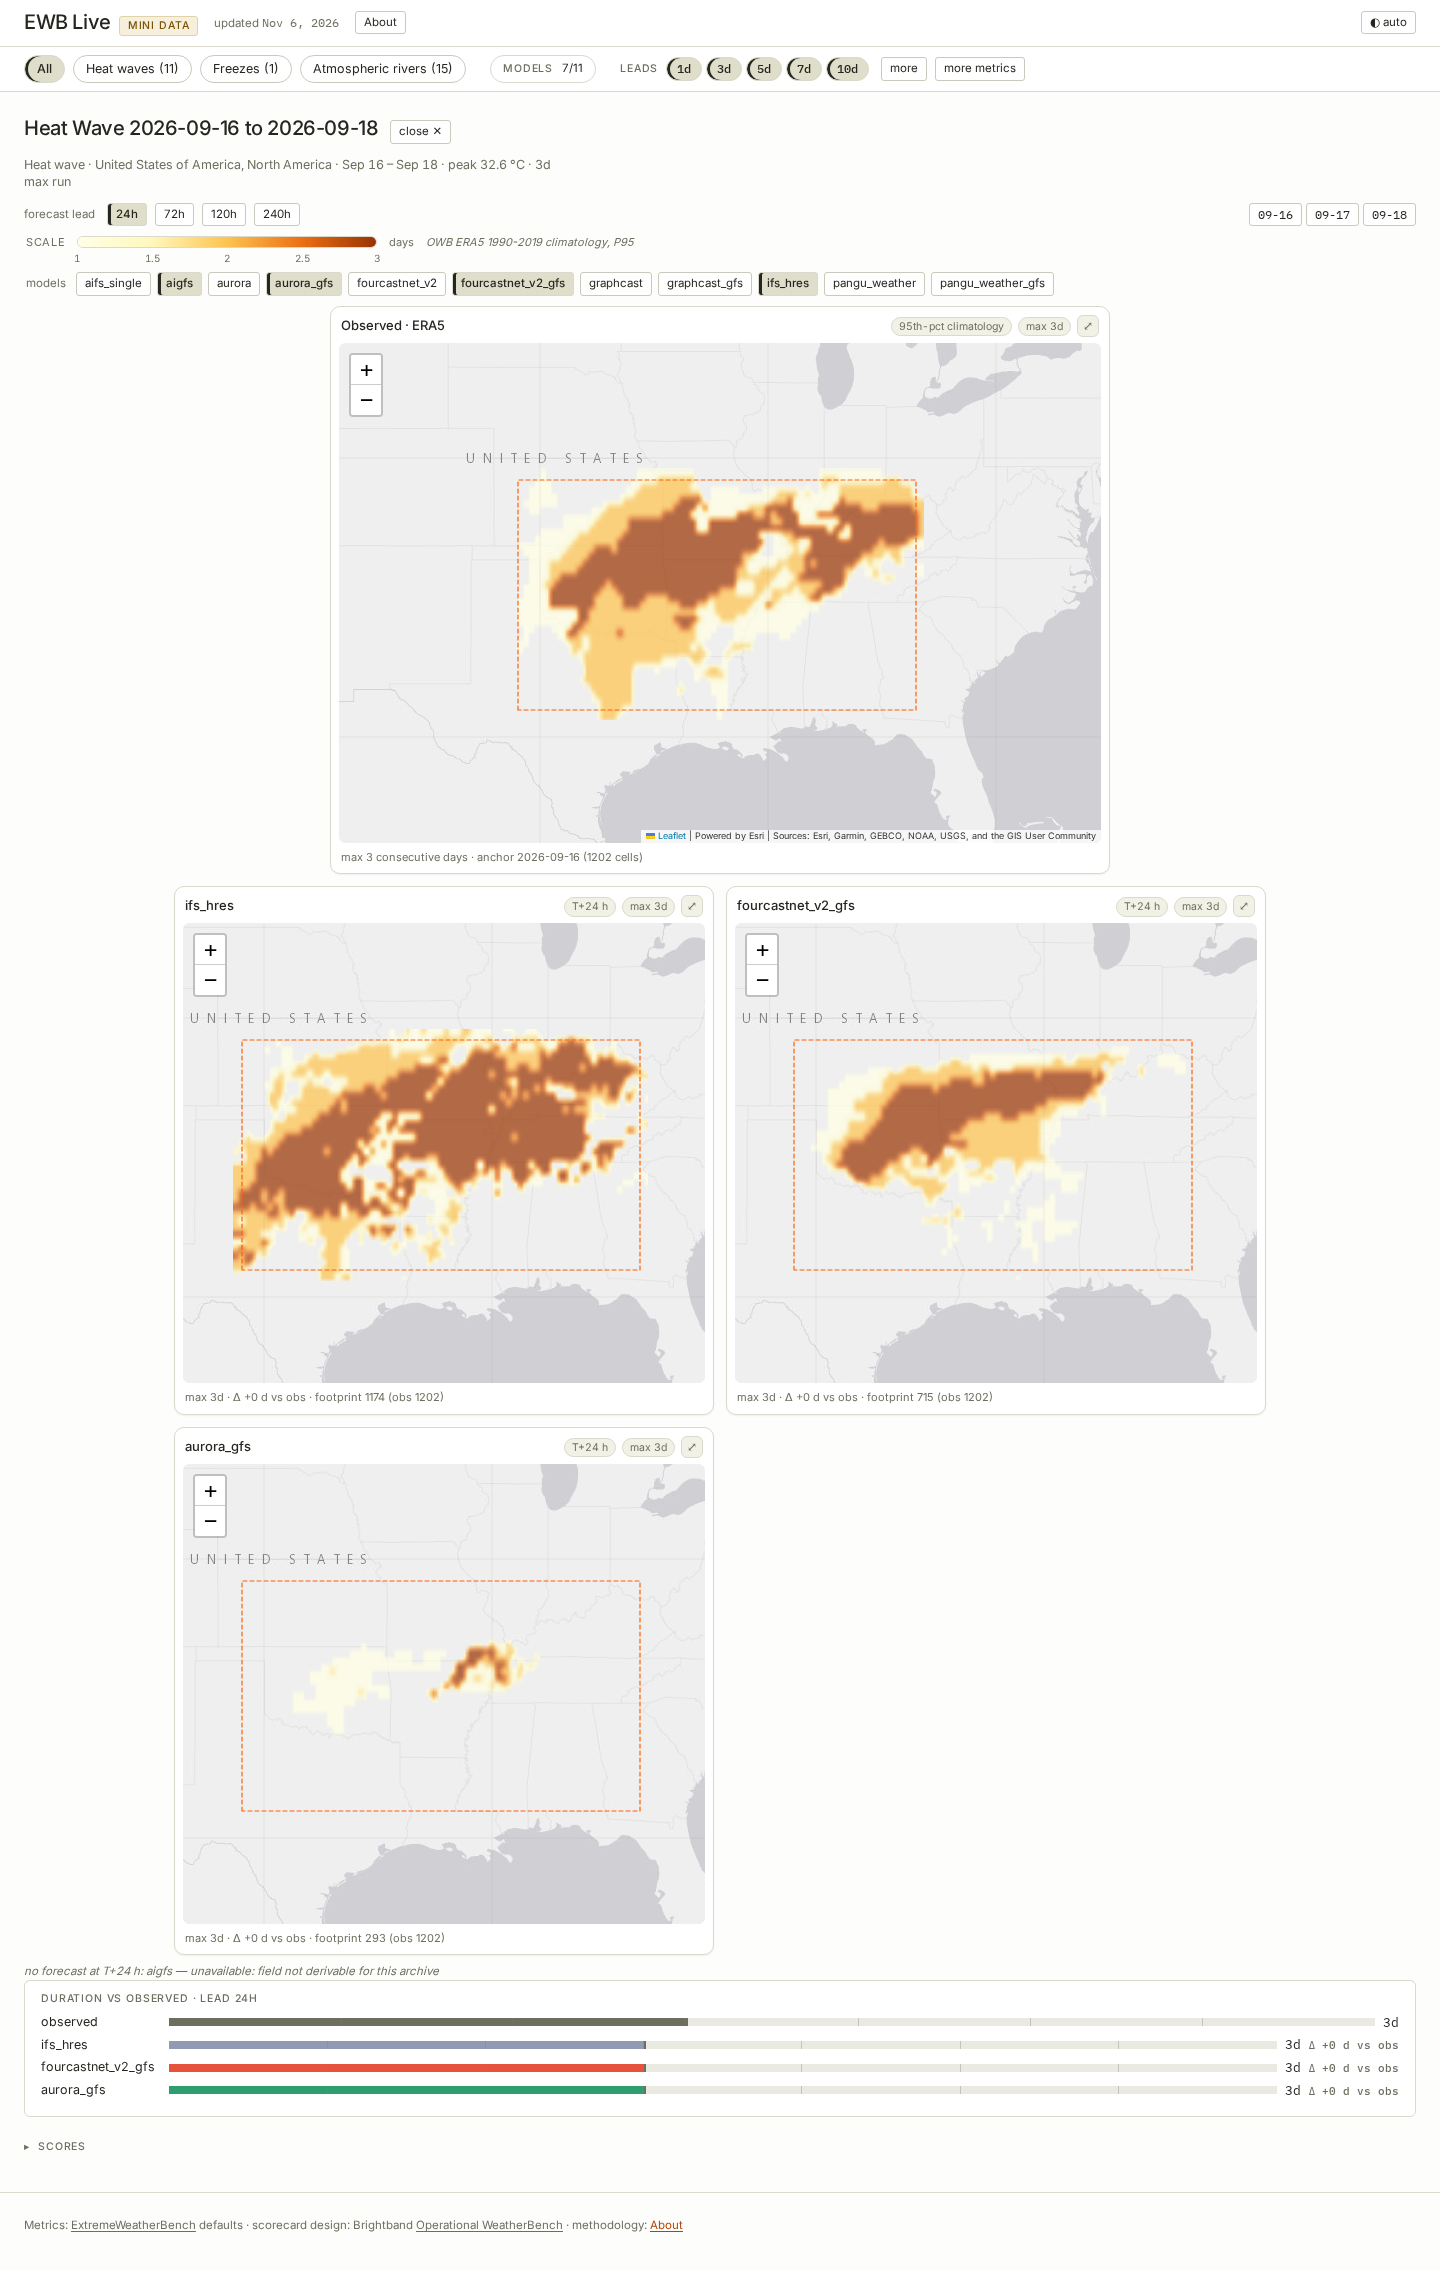 EWB Live MINI DATA updated Nov 6, 2026 About ◐ auto
All Heat waves (11) Freezes (1) Atmospheric rivers (15) MODELS 7/11 LEADS 1d 3d 5d 7d 10d more more metrics
Heat Wave 2026-09-16 to 2026-09-18 close ✕
Heat wave · United States of America, North America · Sep 16 – Sep 18 · peak 32.6 °C · 3d
max run
forecast lead 24h 72h 120h 240h 09-16 09-17 09-18
SCALE days OWB ERA5 1990-2019 climatology, P95
1 1.5 2 2.5 3
models aifs_single aigfs aurora aurora_gfs fourcastnet_v2 fourcastnet_v2_gfs graphcast graphcast_gfs ifs_hres pangu_weather pangu_weather_gfs
Observed · ERA5 95th-pct climatology max 3d ⤢
+
−
UNITED STATES
Leaflet | Powered by Esri | Sources: Esri, Garmin, GEBCO, NOAA, USGS, and the GIS User Community
max 3 consecutive days · anchor 2026-09-16 (1202 cells)
ifs_hres T+24 h max 3d ⤢
+
−
UNITED STATES
max 3d · Δ +0 d vs obs · footprint 1174 (obs 1202)
fourcastnet_v2_gfs T+24 h max 3d ⤢
+
−
UNITED STATES
max 3d · Δ +0 d vs obs · footprint 715 (obs 1202)
aurora_gfs T+24 h max 3d ⤢
+
−
UNITED STATES
max 3d · Δ +0 d vs obs · footprint 293 (obs 1202)
no forecast at T+24 h: aigfs — unavailable: field not derivable for this archive
DURATION VS OBSERVED · LEAD 24H
observed 3d
ifs_hres 3d Δ +0 d vs obs
fourcastnet_v2_gfs 3d Δ +0 d vs obs
aurora_gfs 3d Δ +0 d vs obs
▸ SCORES
Metrics: ExtremeWeatherBench defaults · scorecard design: Brightband Operational WeatherBench · methodology: About